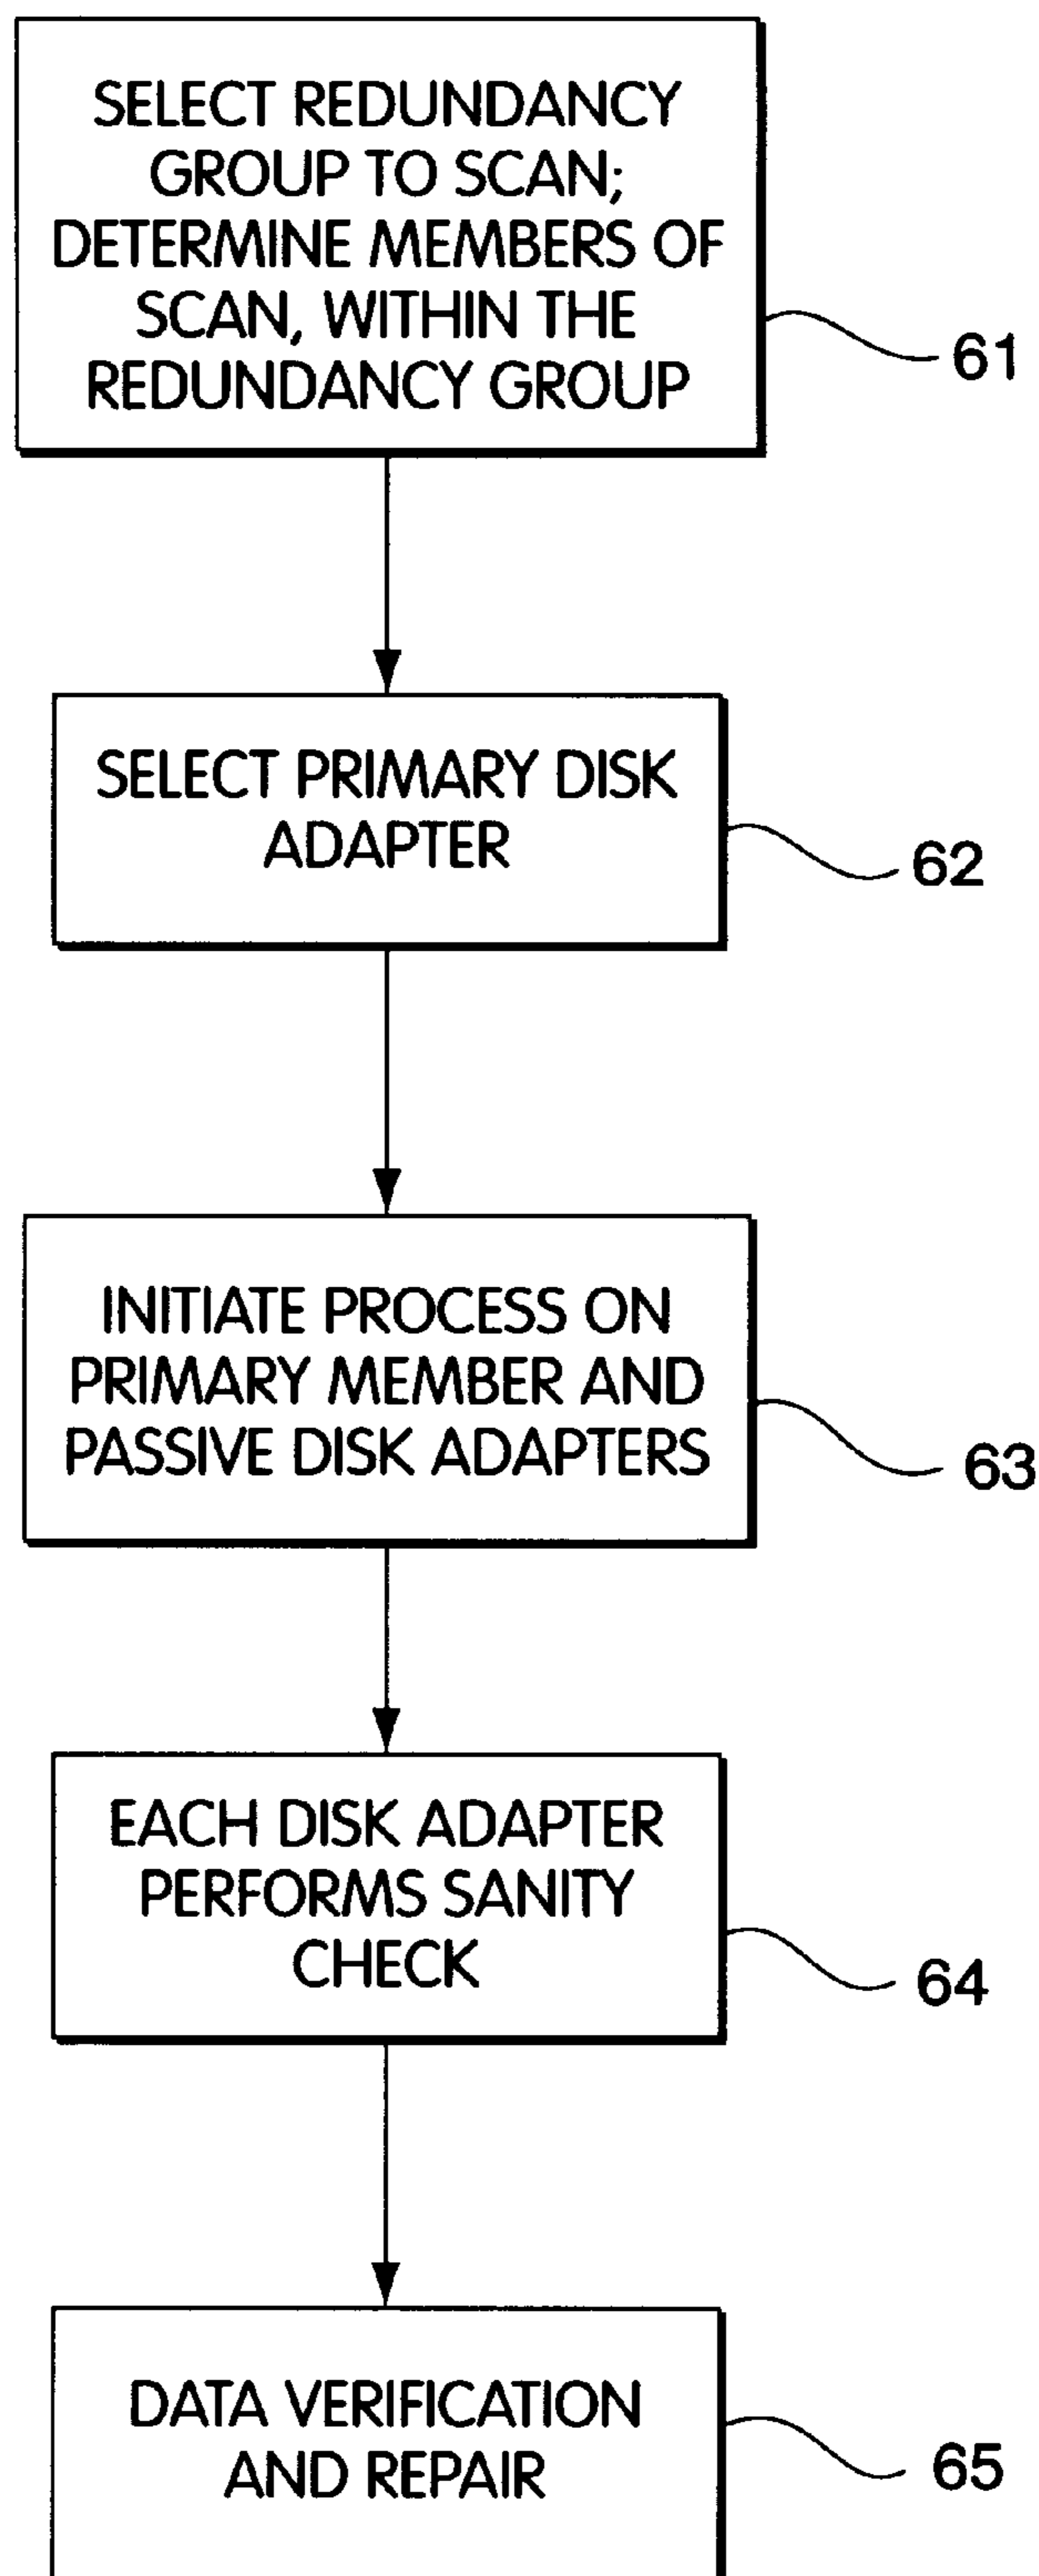 SELECT REDUNDANCY
GROUP TO SCAN;
DETERMINE MEMBERS OF
SCAN, WITHIN THE
REDUNDANCY GROUP
61
SELECT PRIMARY DISK
ADAPTER
62
INITIATE PROCESS ON
PRIMARY MEMBER AND
PASSIVE DISK ADAPTERS
63
EACH DISK ADAPTER
PERFORMS SANITY
CHECK
64
DATA VERIFICATION
AND REPAIR
65